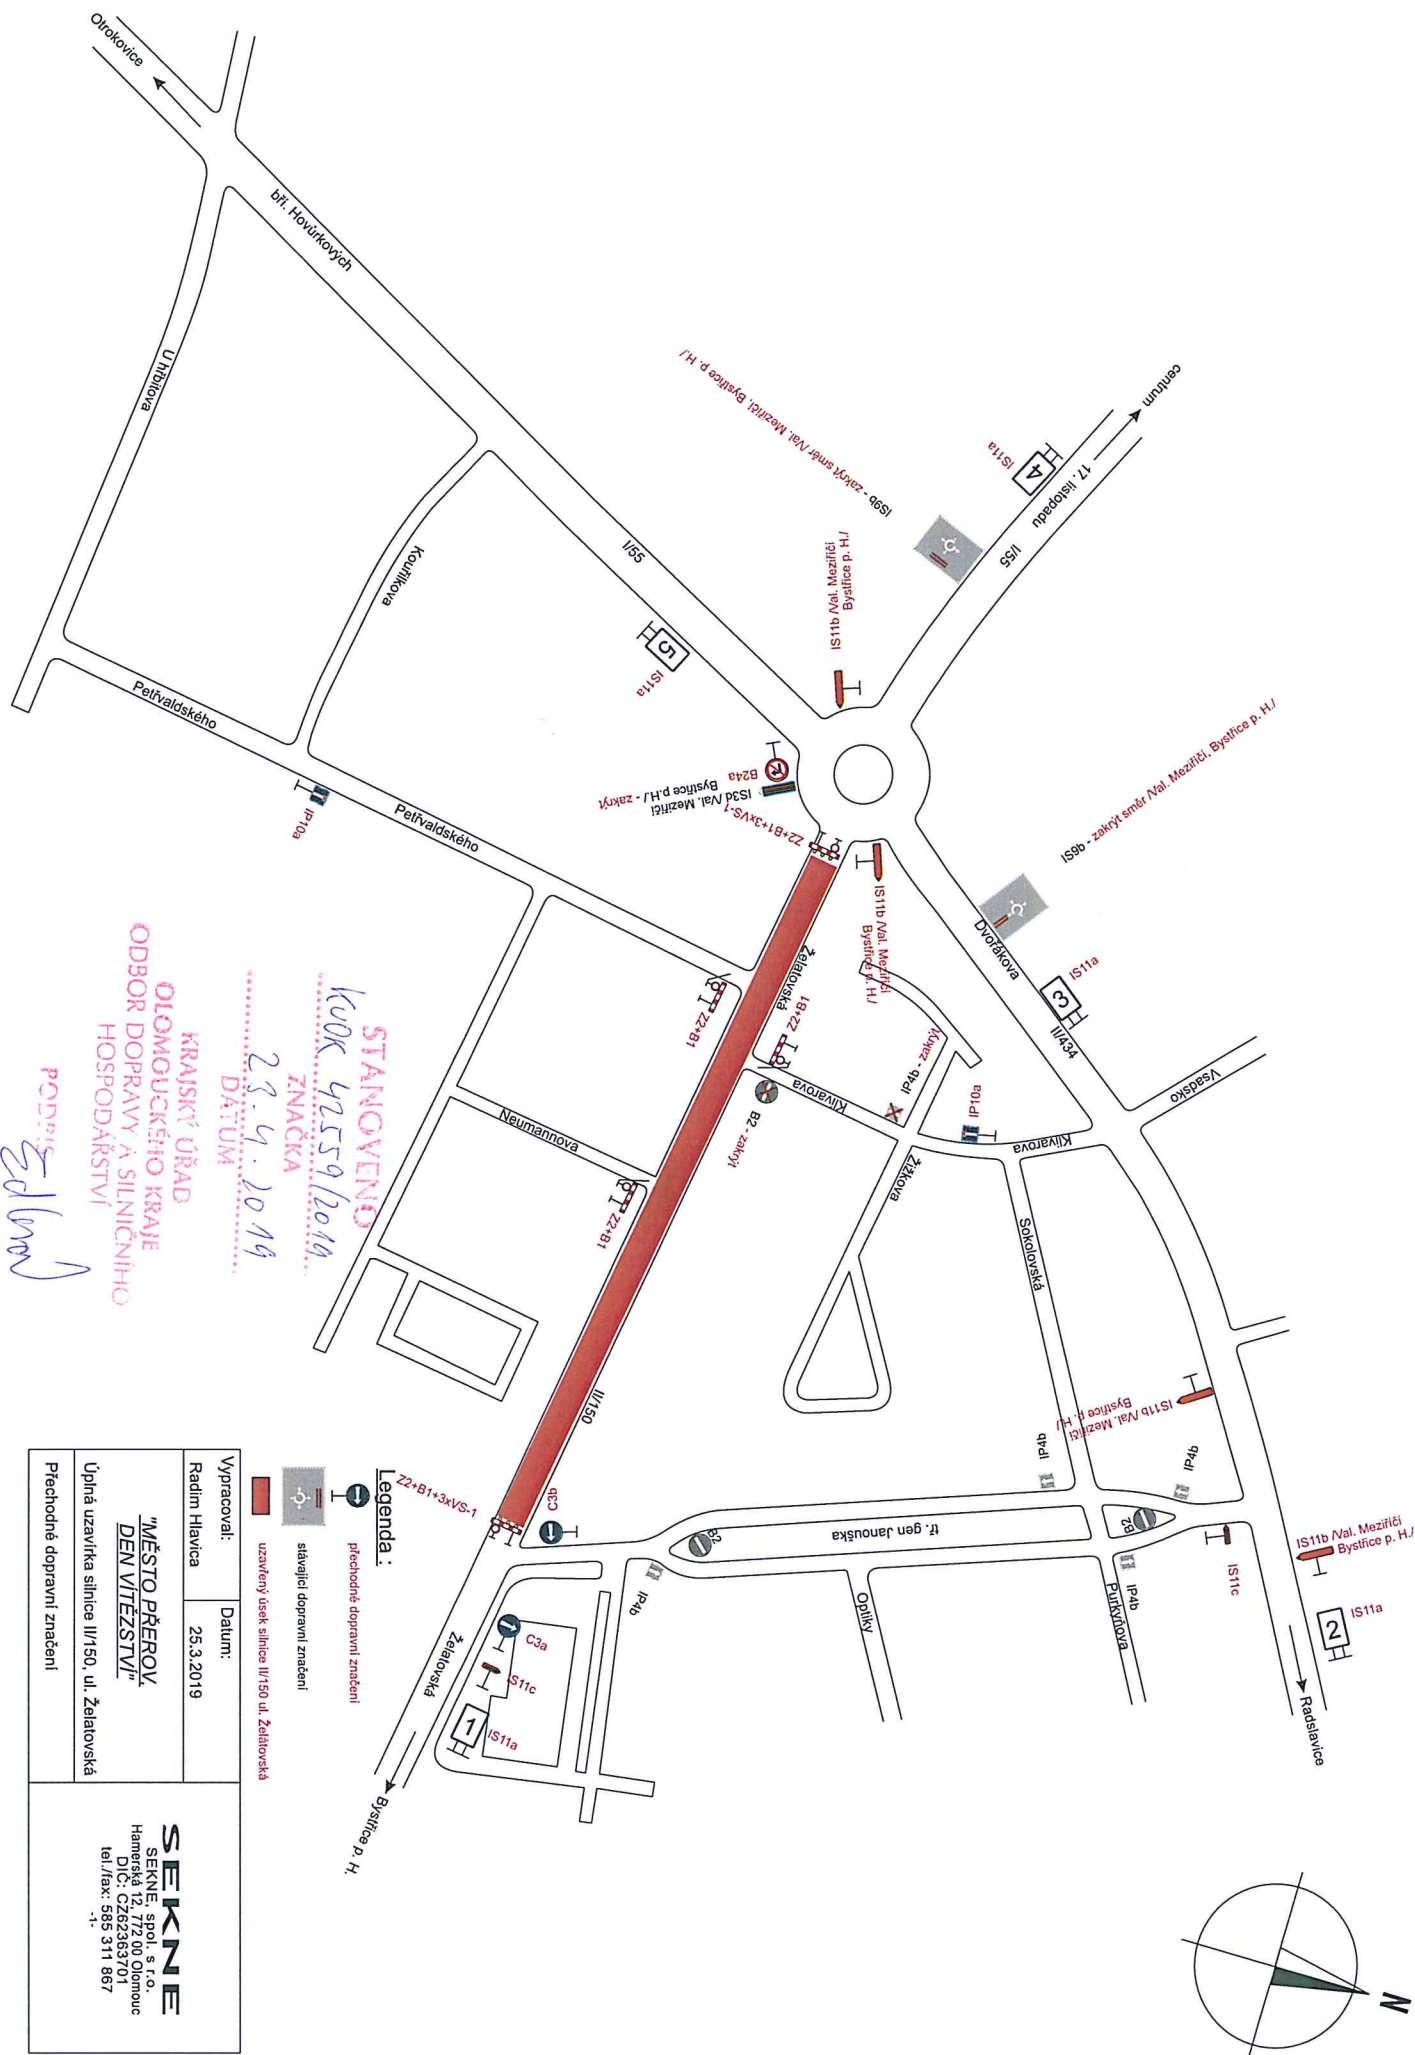 Otrokovice
bří. Hovůrkových
U hřbitova
Kouřílkova
Petřvaldského
Petřvaldského
IP10a
I/55
5
IS11a
centrum
17. listopadu
I/55
4
IS11a
IS9b - zakrýt směr /Val. Meziříčí, Bystřice p. H./
IS11b /Val. Meziříčí
Bystřice p. H./
B24a
IS3d /Val. Meziříčí
Bystřice p.H./ - zakrýt
Z2+B1+3xVS-1
IS9b - zakrýt směr /Val. Meziříčí, Bystřice p. H./
Dvořákova
3
IS11a
II/434
IS11b /Val. Meziříčí
Bystřice p. H./
Želatovská
Z2+B1
Z2+B1
B2 - zakrýt
Klivarova
IP4b - zakrýt
IP10a
Klivarova
Vsadsko
Žižkova
Sokolovská
Neumannova
Z2+B1
II/150
IS11b /Val. Meziříčí
Bystřice p. H./
IP4b
IP4b
B2
IS11c
IS11b /Val. Meziříčí
Bystřice p. H./
IS11a
2
Radslavice
IP4b
Purkyňova
tř. gen Janouška
B2
IP4b
Optiky
C3b
Z2+B1+3xVS-1
C3a
IS11c
1
IS11a
Želatovská
Bystřice p. H.
N
STANOVENO
KUOK 42559/2019
ZNAČKA
23.4.2019
DATUM
KRAJSKÝ ÚŘAD
OLOMOUCKÉHO KRAJE
ODBOR DOPRAVY A SILNIČNÍHO
HOSPODÁŘSTVÍ
PODPIS
Legenda :
přechodné dopravní značení
stávající dopravní značení
uzavřený úsek silnice II/150 ul. Želátovská
Vypracoval:
Datum:
Radim Hlavica
25.3.2019
"MĚSTO PŘEROV,
DEN VÍTĚZSTVÍ"
Úplná uzavírka silnice II/150, ul. Želatovská
Přechodné dopravní značení
SEKNE
SEKNE, spol. s r.o.
Hamerská 12, 772 00 Olomouc
DIČ: CZ62363701
tel./fax: 585 311 867
-1-